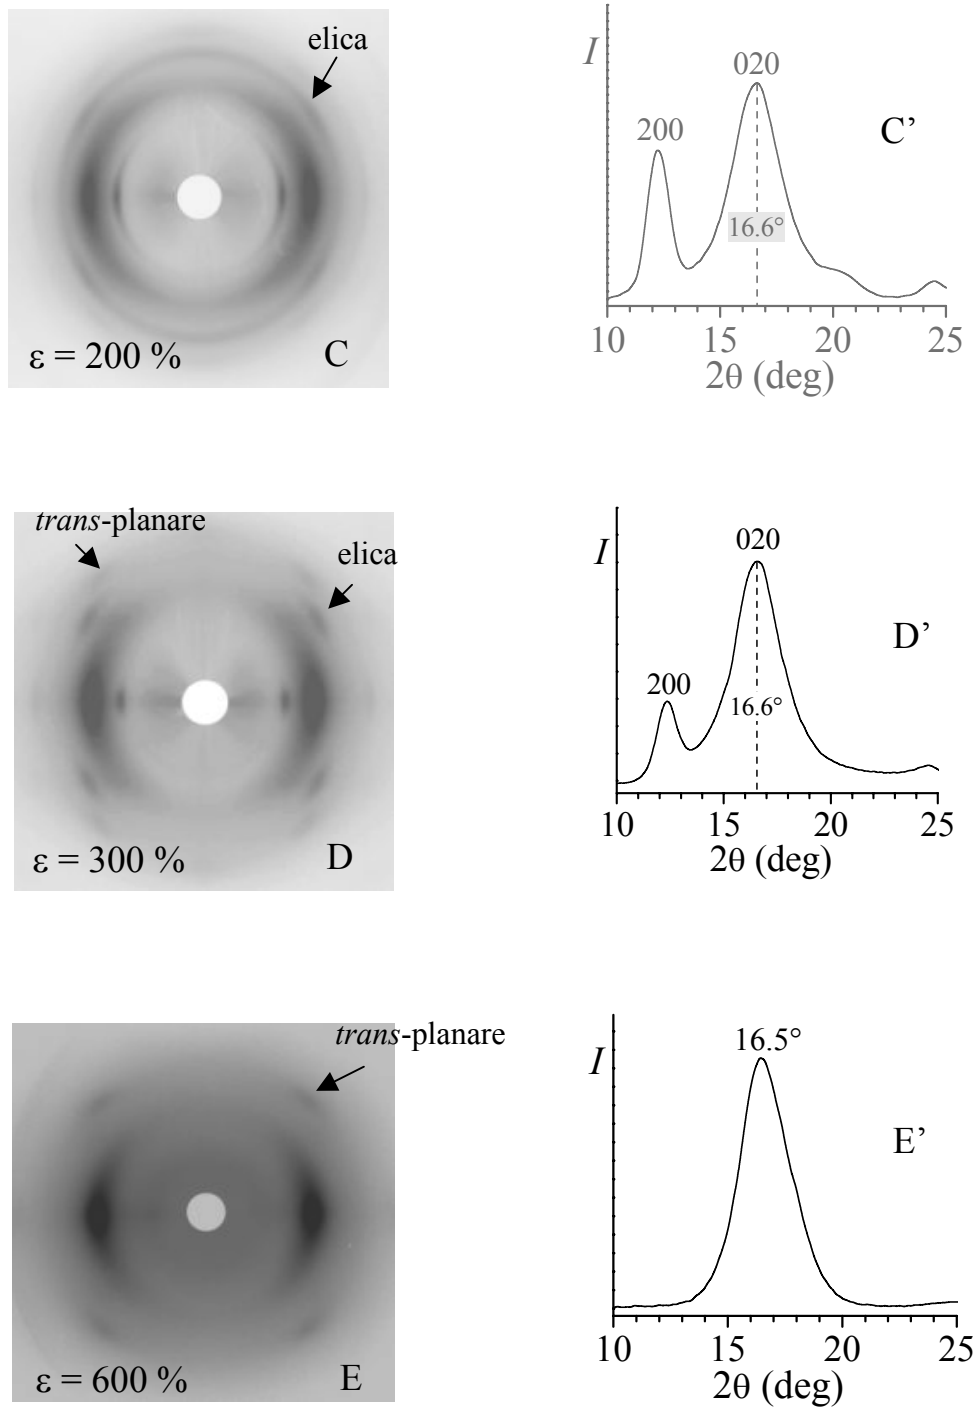 elica
ε = 200 %
C
I
200
020
16.6°
C’
10 15 20 25
2θ (deg)
trans-planare
elica
ε = 300 %
D
I
200
020
16.6°
D’
10 15 20 25
2θ (deg)
trans-planare
ε = 600 %
E
I
16.5°
E’
10 15 20 25
2θ (deg)